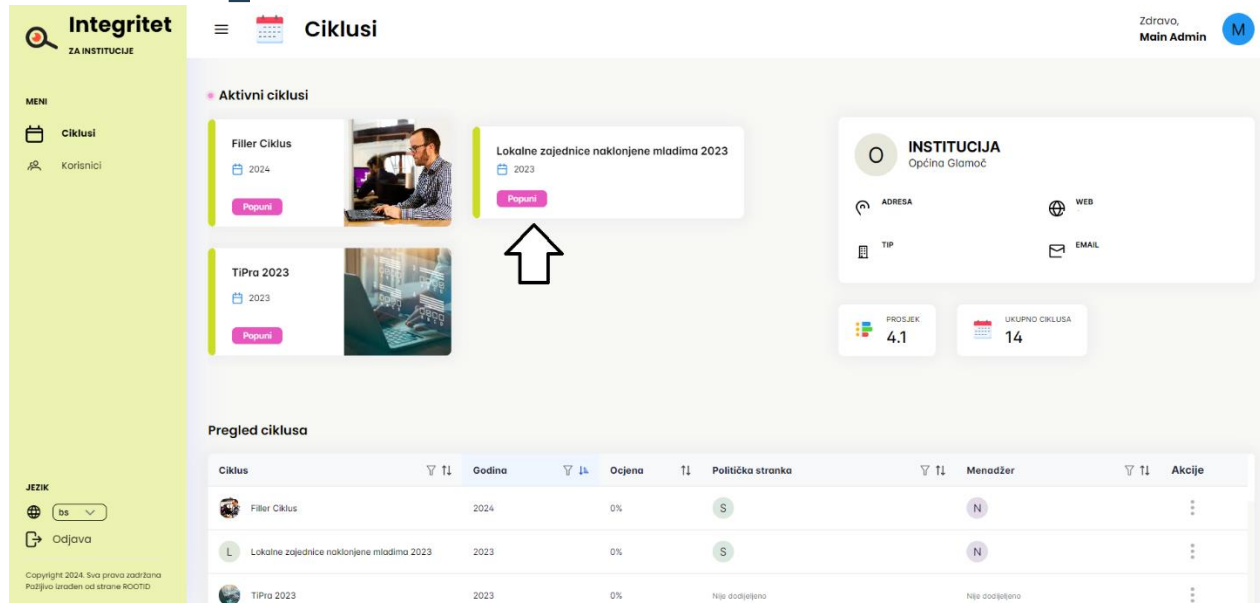 Integritet
ZA INSTITUCIJE
Ciklusi
Zdravo,
Main Admin
M
MENI
Ciklusi
Korisnici
Aktivni ciklusi
Filler Ciklus
2024
Popuni
Lokalne zajednice naklonjene mladima 2023
2023
Popuni
TiPra 2023
2023
Popuni
O
INSTITUCIJA
Općina Glamoč
ADRESA
WEB
TIP
EMAIL
PROSJEK
4.1
UKUPNO CIKLUSA
14
Pregled ciklusa
Ciklus Godina Ocjena Politička stranka Menadžer Akcije
Filler Ciklus 2024 0% S N
L Lokalne zajednice naklonjene mladima 2023 2023 0% S N
TiPra 2023 2023 0% Nije dodijeljeno Nije dodijeljeno
JEZIK
bs
Odjava
Copyright 2024. Sva prava zadržana
Pažljivo izrađen od strane ROOTID